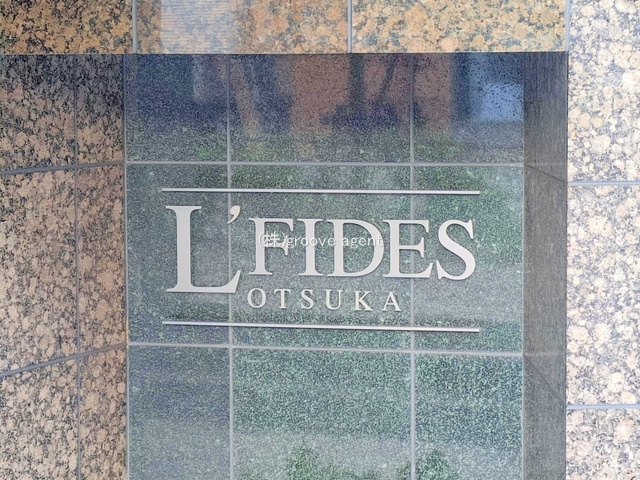 L'FIDES
(株)groove agent
OTSUKA